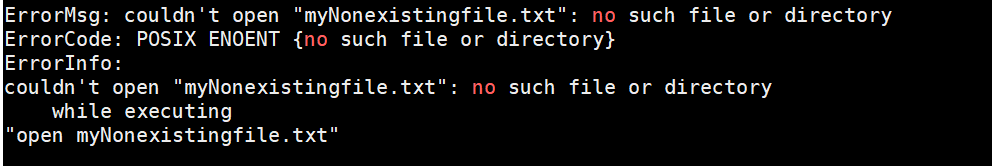 ErrorMsg: couldn't open "myNonexistingfile.txt": no such file or directory
ErrorCode: POSIX ENOENT {no such file or directory}
ErrorInfo:
couldn't open "myNonexistingfile.txt": no such file or directory
    while executing
"open myNonexistingfile.txt"